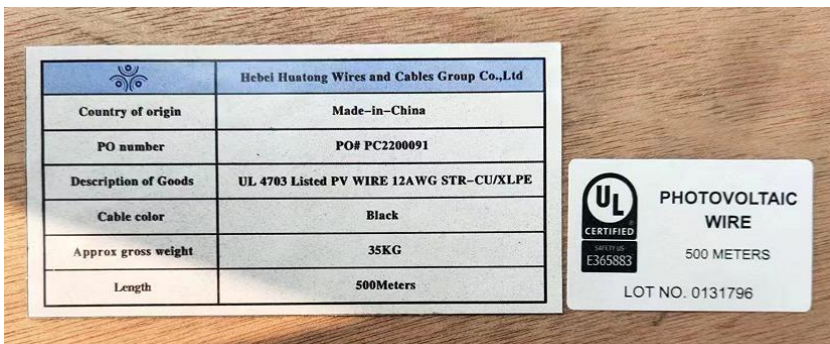 Hebei Huatong Wires and Cables Group Co.,Ltd
Country of origin Made-in-China
PO number PO# PC2200091
Description of Goods UL 4703 Listed PV WIRE 12AWG STR-CU/XLPE
Cable color Black
Approx gross weight 35KG
Length 500Meters
UL
CERTIFIED
SAFETY US
E365883
PHOTOVOLTAIC
WIRE
500 METERS
LOT NO. 0131796